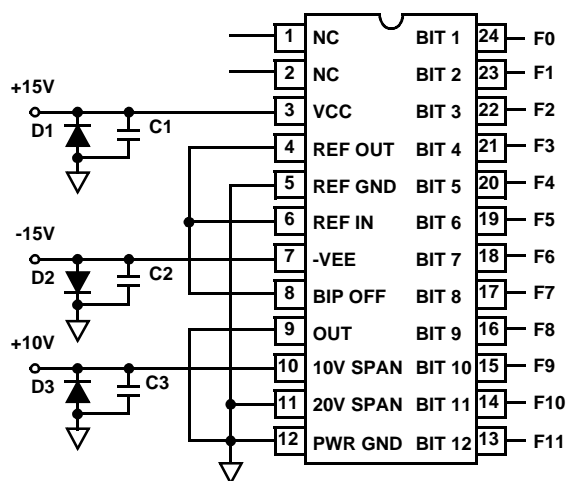 1 NC BIT 1 24 F0
2 NC BIT 2 23 F1
+15V
D1 C1
3 VCC BIT 3 22 F2
4 REF OUT BIT 4 21 F3
5 REF GND BIT 5 20 F4
6 REF IN BIT 6 19 F5
-15V
D2 C2
7 -VEE BIT 7 18 F6
8 BIP OFF BIT 8 17 F7
9 OUT BIT 9 16 F8
+10V
D3 C3
10 10V SPAN BIT 10 15 F9
11 20V SPAN BIT 11 14 F10
12 PWR GND BIT 12 13 F11